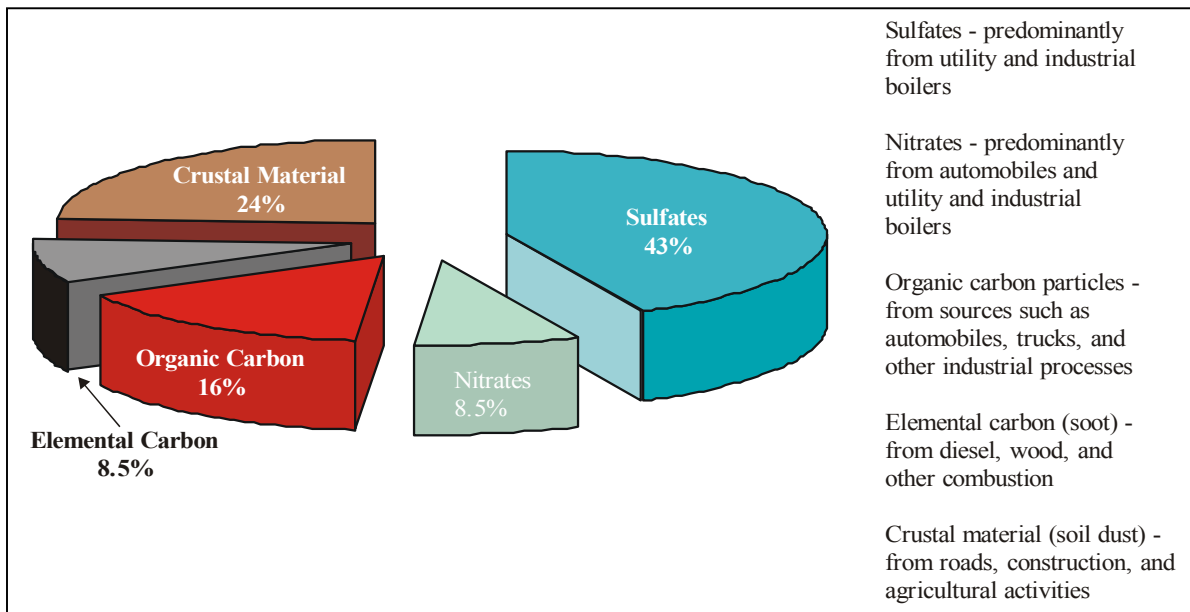 Crustal Material
24%
Sulfates
43%
Organic Carbon
16%
Nitrates
8.5%
Elemental Carbon
8.5%
Sulfates - predominantly
from utility and industrial
boilers
Nitrates - predominantly
from automobiles and
utility and industrial
boilers
Organic carbon particles -
from sources such as
automobiles, trucks, and
other industrial processes
Elemental carbon (soot) -
from diesel, wood, and
other combustion
Crustal material (soil dust) -
from roads, construction, and
agricultural activities